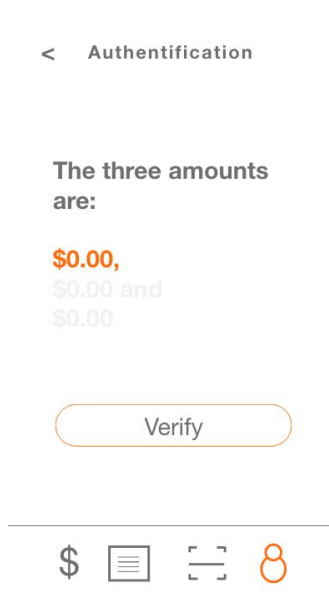 < Authentification
The three amounts
are:
$0.00,
$0.00 and
$0.00
Verify
$